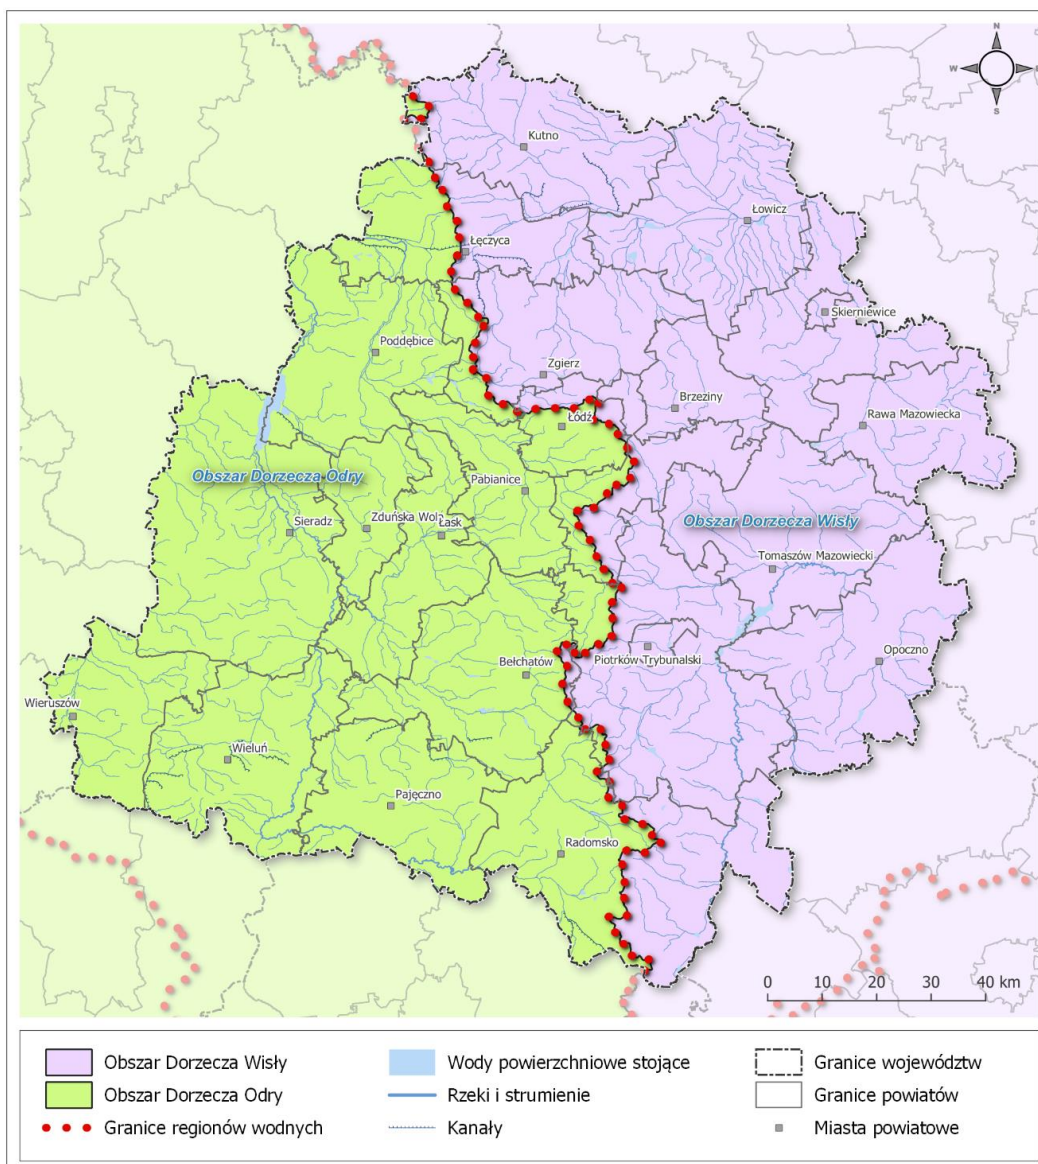 N
W E
S
Kutno
Łowicz
Łęczyca
Skierniewice
Poddębice
Zgierz
Brzeziny
Rawa Mazowiecka
Łódź
Obszar Dorzecza Odry
Pabianice
Sieradz
Zduńska Wola
Łask
Obszar Dorzecza Wisły
Tomaszów Mazowiecki
Piotrków Trybunalski
Opoczno
Bełchatów
Wieruszów
Wieluń
Pajęczno
Radomsko
0 10 20 30 40 km
Obszar Dorzecza Wisły
Obszar Dorzecza Odry
Granice regionów wodnych
Wody powierzchniowe stojące
Rzeki i strumienie
Kanały
Granice województw
Granice powiatów
Miasta powiatowe